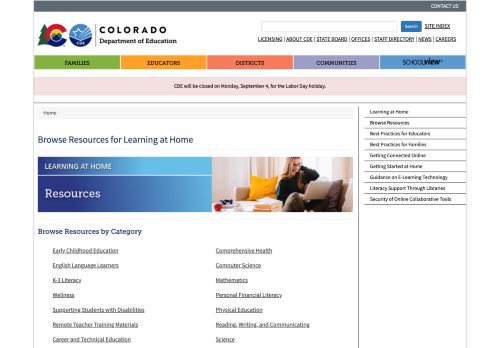 CONTACT US
COLORADO
Department of Education
CDE
Search
SITE INDEX
LICENSING | ABOUT CDE | STATE BOARD | OFFICES | STAFF DIRECTORY | NEWS | CAREERS
FAMILIES
EDUCATORS
DISTRICTS
COMMUNITIES
SCHOOLVIEW
CDE will be closed on Monday, September 4, for the Labor Day holiday.
Home
Browse Resources for Learning at Home
LEARNING AT HOME
Resources
Browse Resources by Category
Early Childhood Education
English Language Learners
K-3 Literacy
Wellness
Supporting Students with Disabilities
Remote Teacher Training Materials
Career and Technical Education
Comprehensive Health
Computer Science
Mathematics
Personal Financial Literacy
Physical Education
Reading, Writing, and Communicating
Science
Learning at Home
Browse Resources
Best Practices for Educators
Best Practices for Families
Getting Connected Online
Getting Started at Home
Guidance on E-Learning Technology
Literacy Support Through Libraries
Security of Online Collaborative Tools